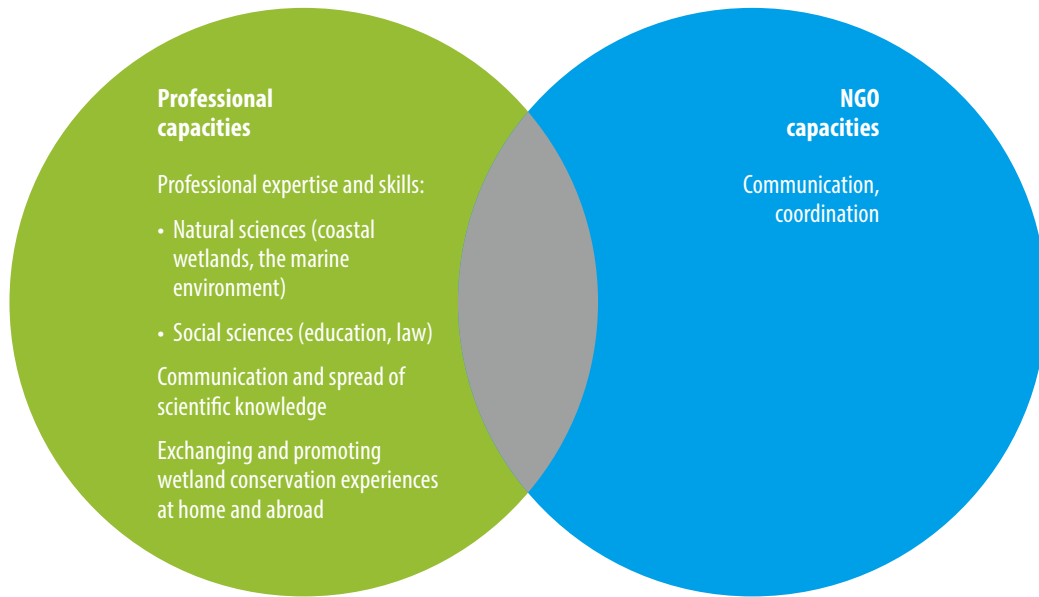 Professional
capacities
Professional expertise and skills:
• Natural sciences (coastal
wetlands, the marine
environment)
• Social sciences (education, law)
Communication and spread of
scientific knowledge
Exchanging and promoting
wetland conservation experiences
at home and abroad
NGO
capacities
Communication,
coordination